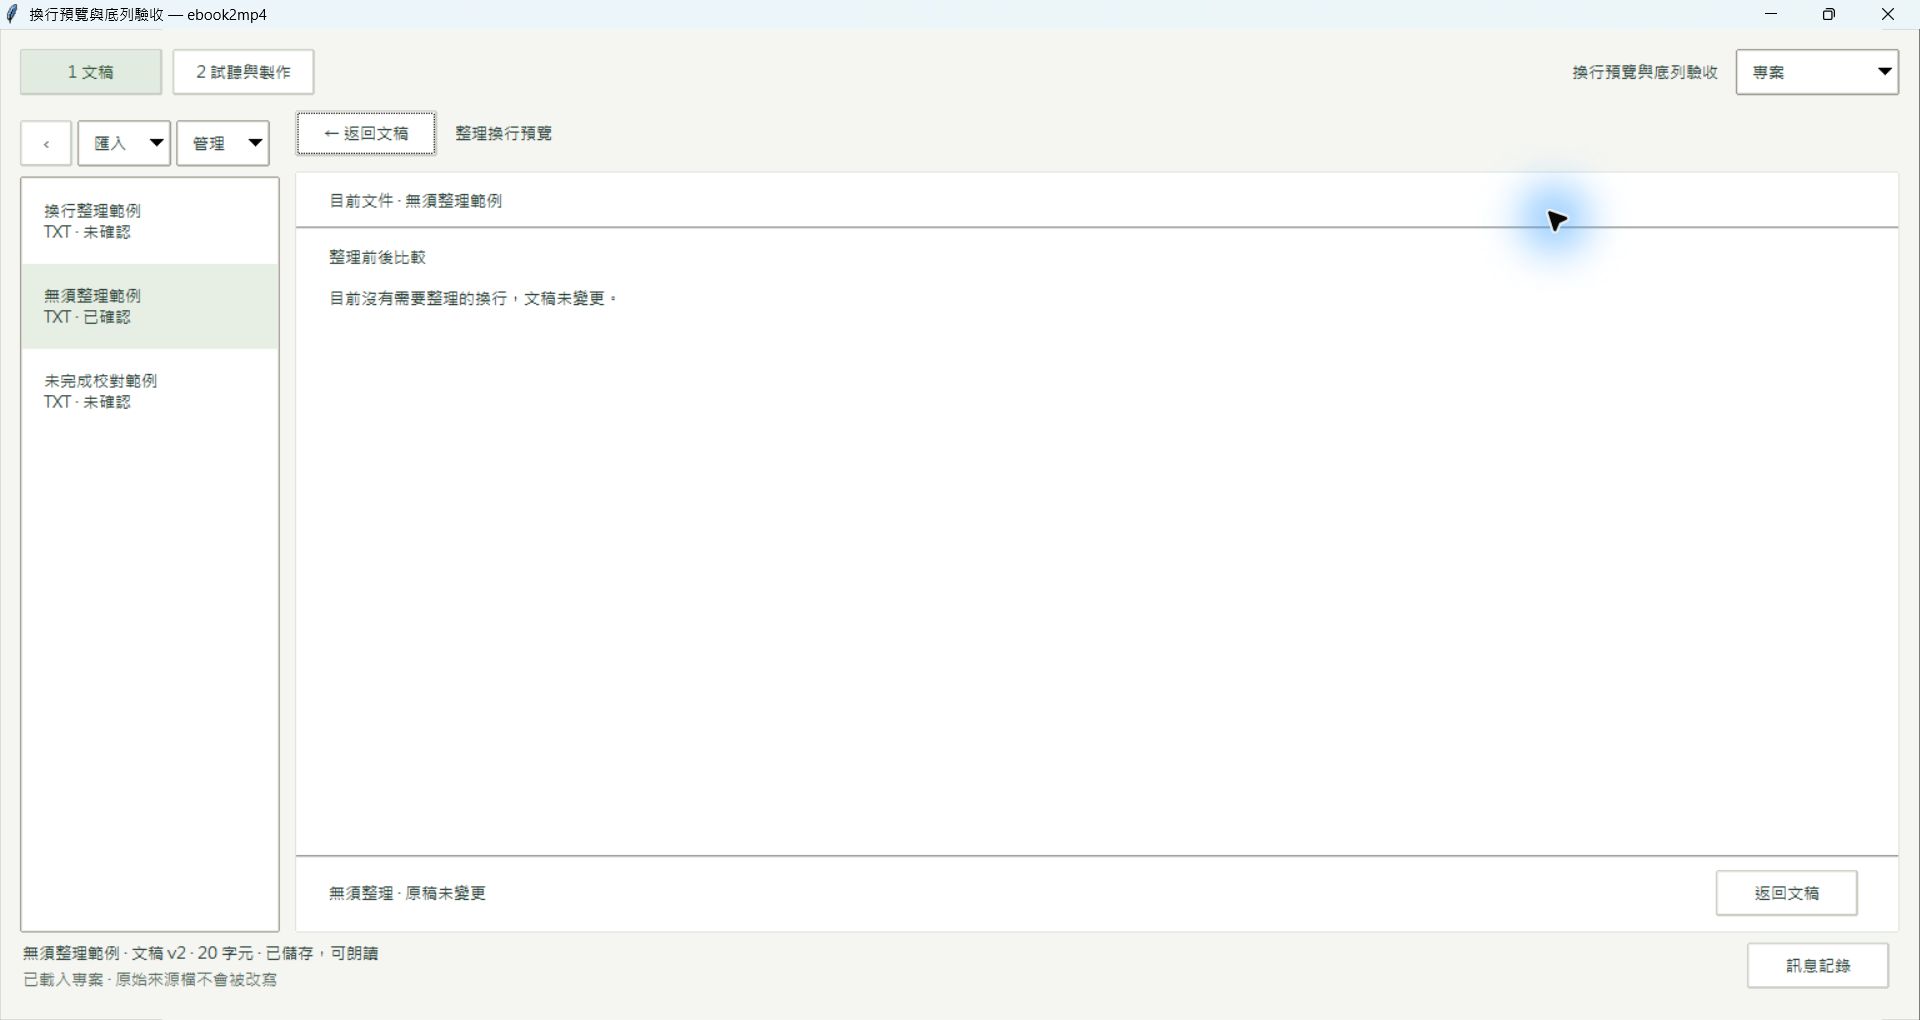 換行預覽與底列驗收 — ebook2mp4
1 文稿
2 試聽與製作
換行預覽與底列驗收
專案
‹
匯入
管理
← 返回文稿
整理換行預覽
換行整理範例
TXT · 未確認
無須整理範例
TXT · 已確認
未完成校對範例
TXT · 未確認
目前文件 · 無須整理範例
整理前後比較
目前沒有需要整理的換行，文稿未變更。
無須整理 · 原稿未變更
返回文稿
無須整理範例 · 文稿 v2 · 20 字元 · 已儲存，可朗讀
已載入專案 · 原始來源檔不會被改寫
訊息記錄